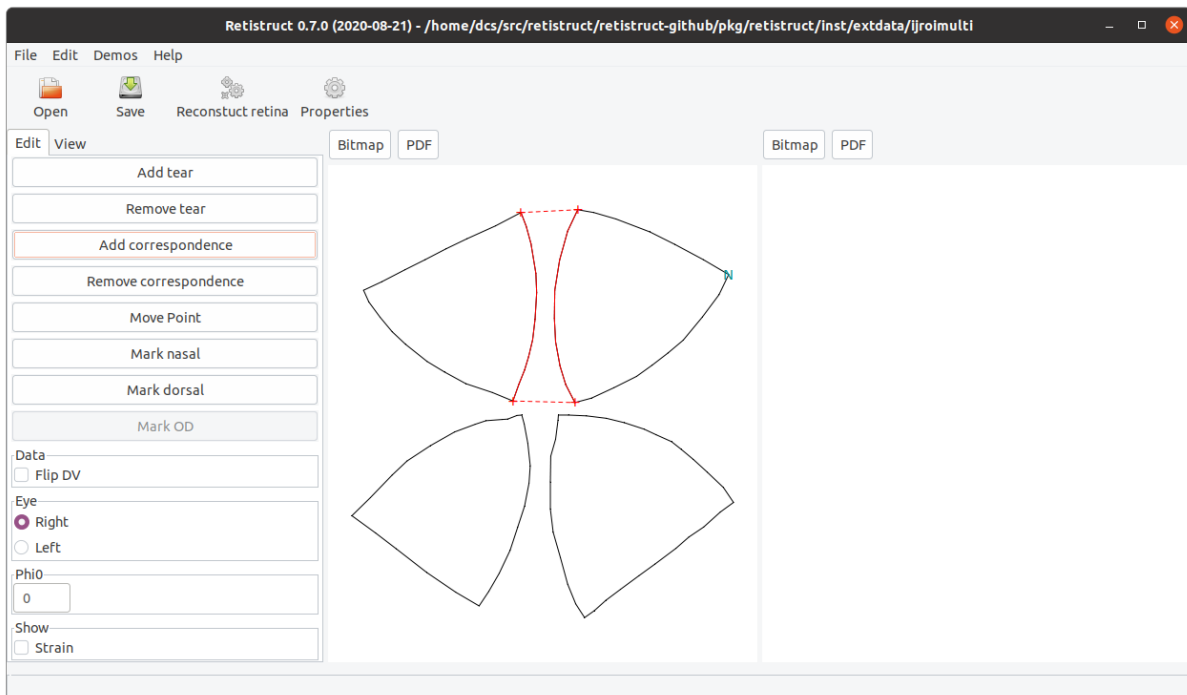 Retistruct 0.7.0 (2020-08-21) - /home/dcs/src/retistruct/retistruct-github/pkg/retistruct/inst/extdata/ijroimulti
File Edit Demos Help
Open Save Reconstuct retina Properties
Edit View
Bitmap PDF
Bitmap PDF
Add tear
Remove tear
Add correspondence
Remove correspondence
Move Point
Mark nasal
Mark dorsal
Mark OD
Data
Flip DV
Eye
Right
Left
Phi0
0
Show
Strain
N